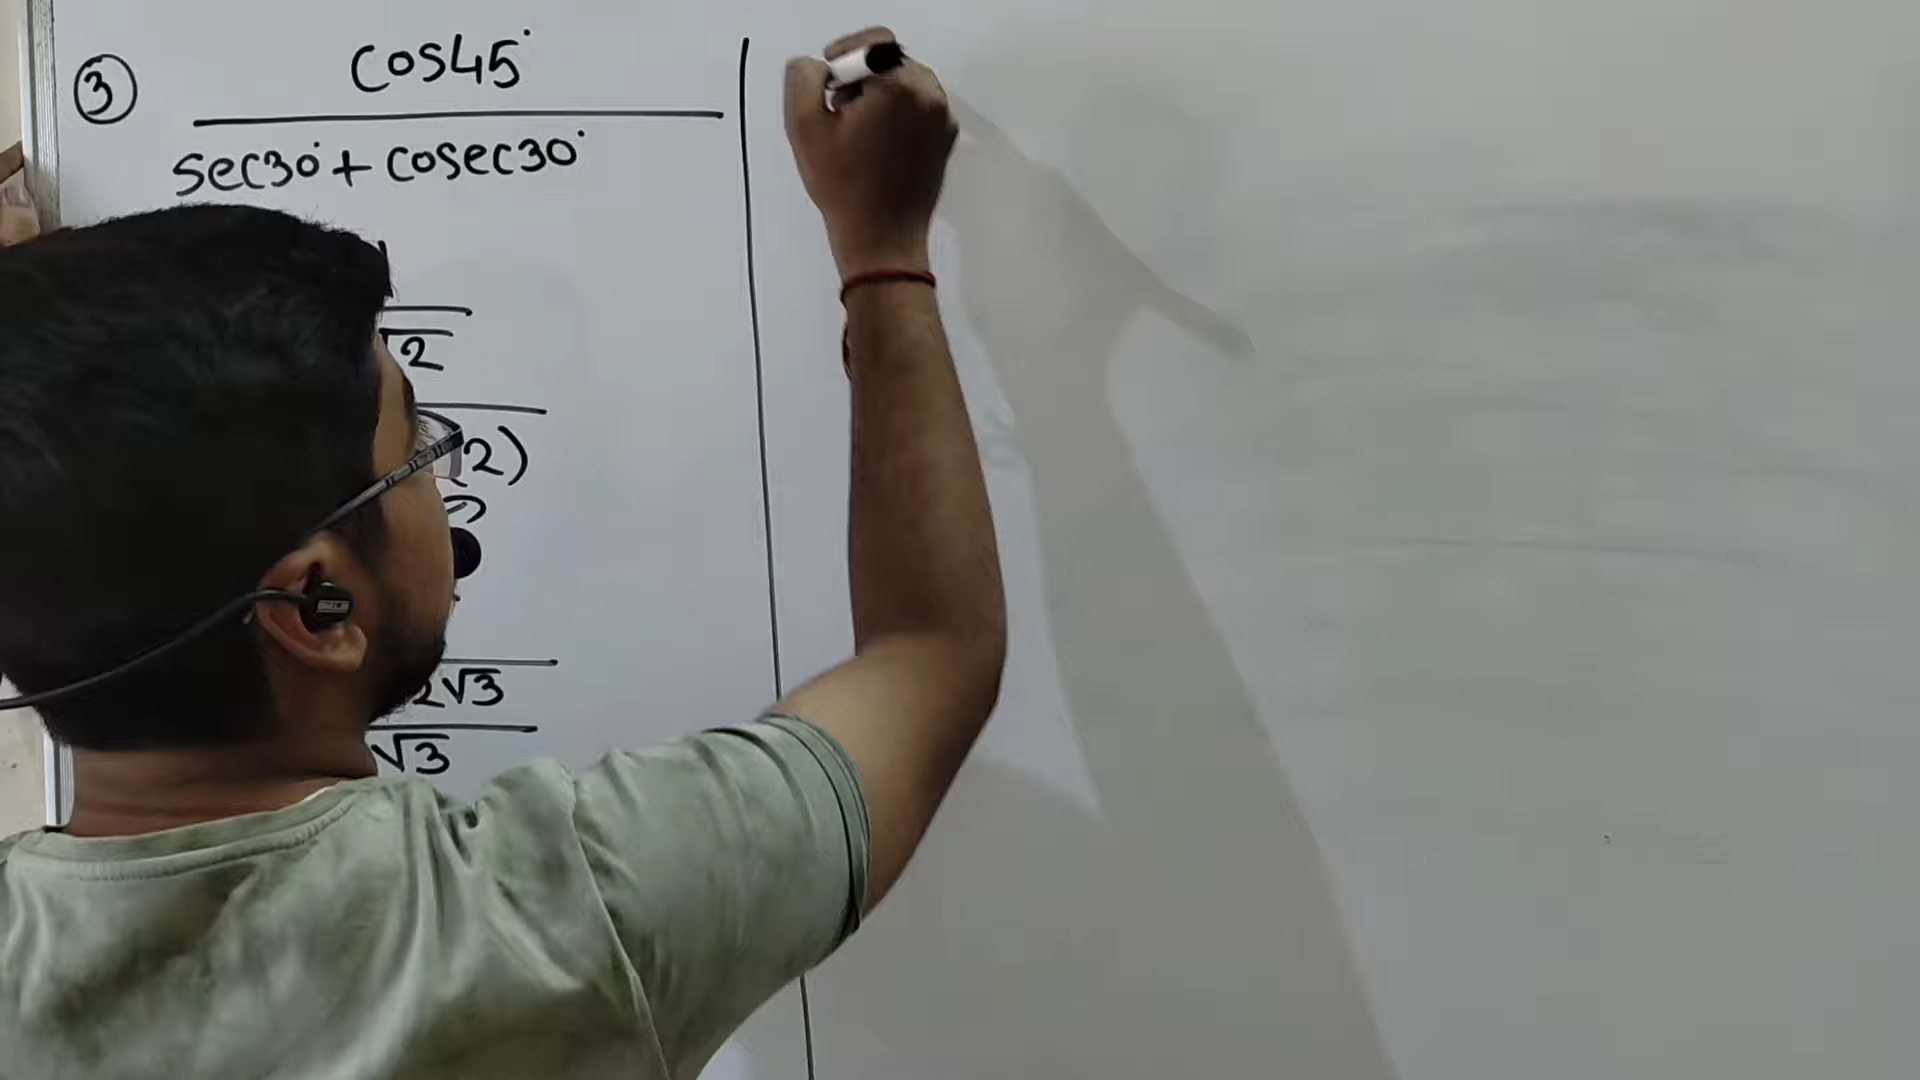 3
cos45°
sec30° + cosec30°
√2
2)
2√3
√3